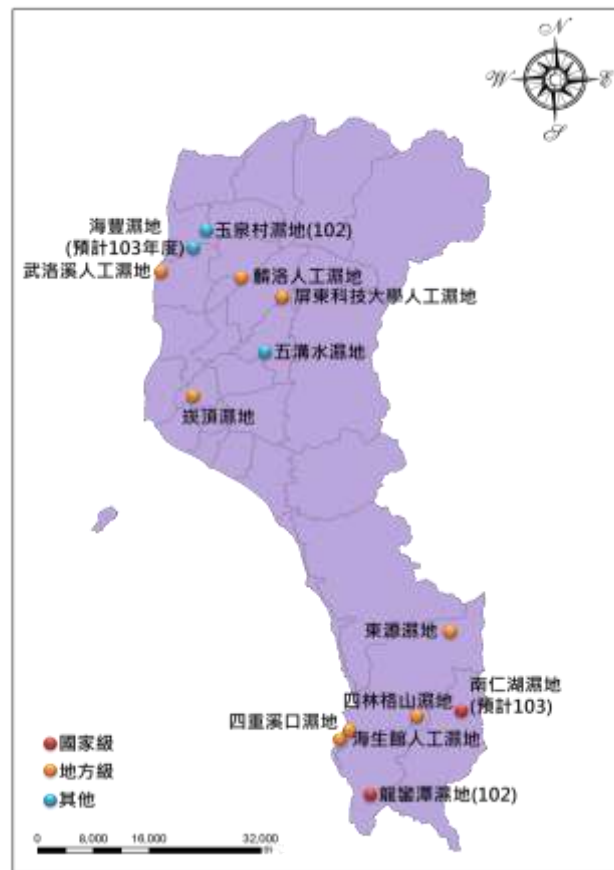 N
W E
S
海豐濕地
(預計103年度)
玉泉村濕地(102)
武洛溪人工濕地
麟洛人工濕地
屏東科技大學人工濕地
五溝水濕地
崁頂濕地
東源濕地
南仁湖濕地
(預計103)
四林格山濕地
四重溪口濕地
海生館人工濕地
龍鑾潭濕地(102)
國家級
地方級
其他
0 8,000 16,000 32,000